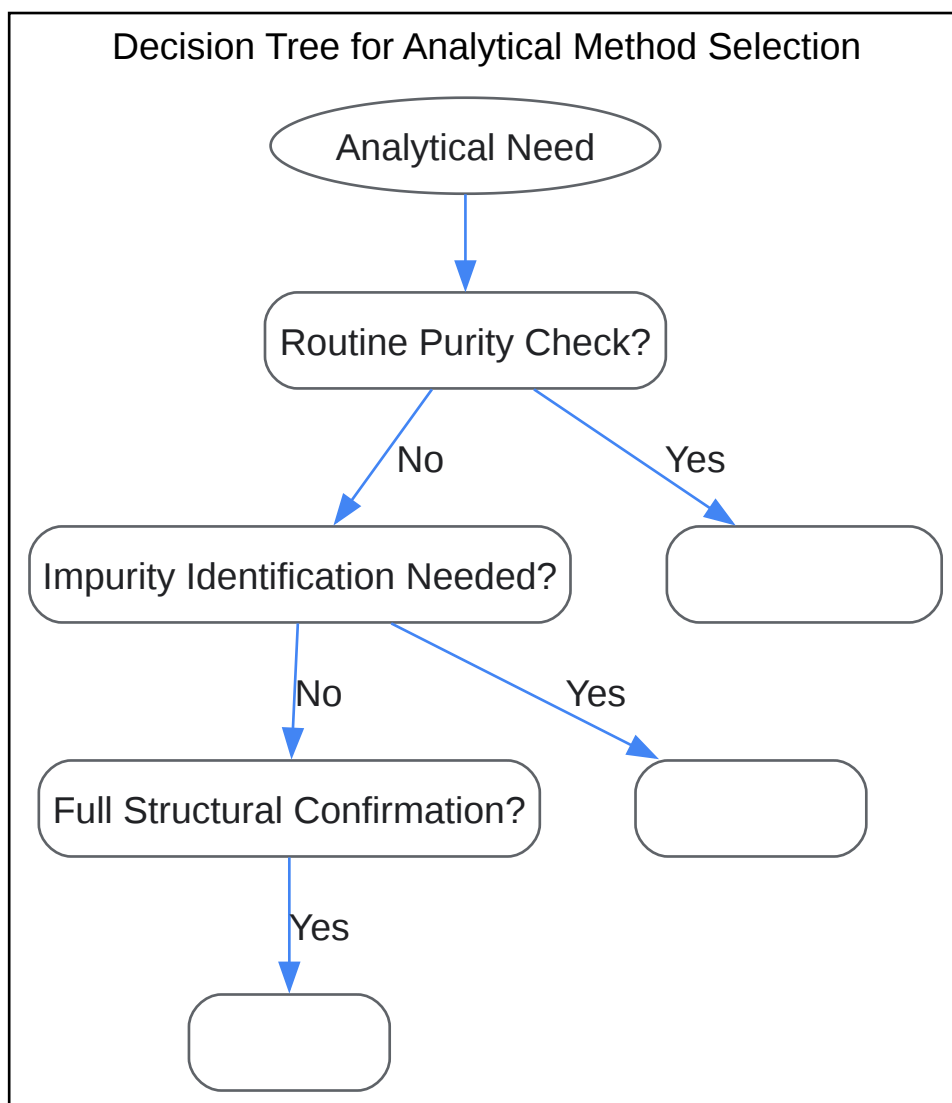 Decision Tree for Analytical Method Selection
Analytical Need
Routine Purity Check?
No
Yes
Impurity Identification Needed?
No
Yes
Full Structural Confirmation?
Yes